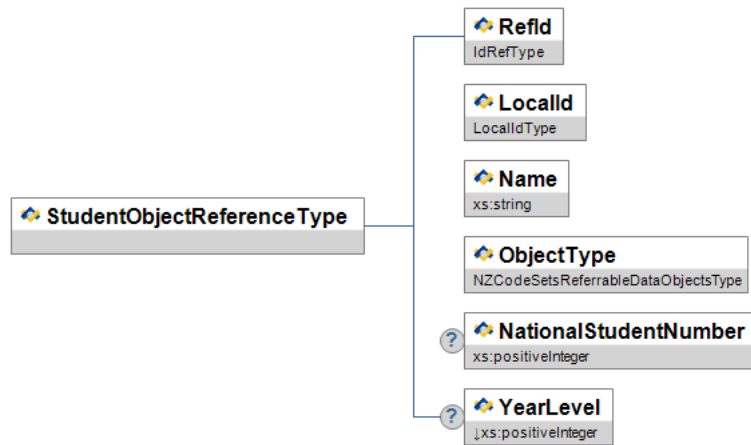 RefId
IdRefType
LocalId
LocalIdType
Name
xs:string
StudentObjectReferenceType
ObjectType
NZCodeSetsReferrableDataObjectsType
? NationalStudentNumber
xs:positiveInteger
? YearLevel
↓xs:positiveInteger